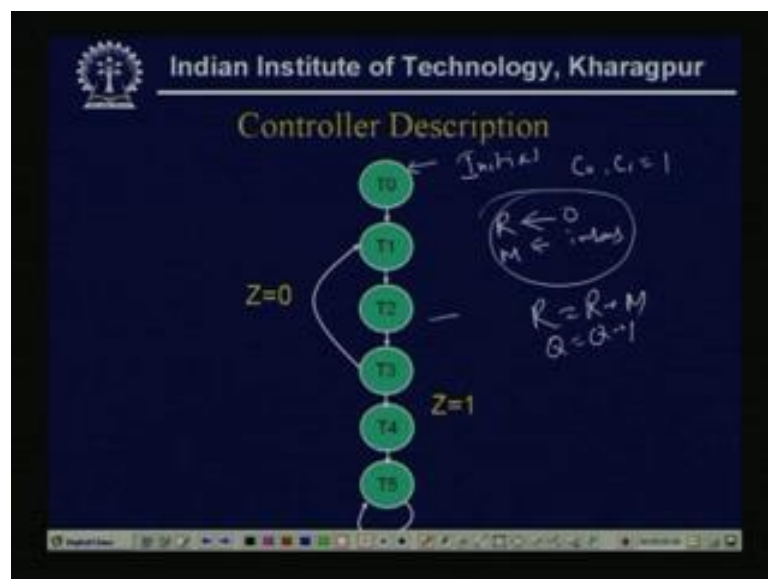 Indian Institute of Technology, Kharagpur
Controller Description
T0
Initial C0, C1 = 1
R ← 0
M ←
T1
Z=0
T2
R = R + M
T3
Z=1
T4
T5